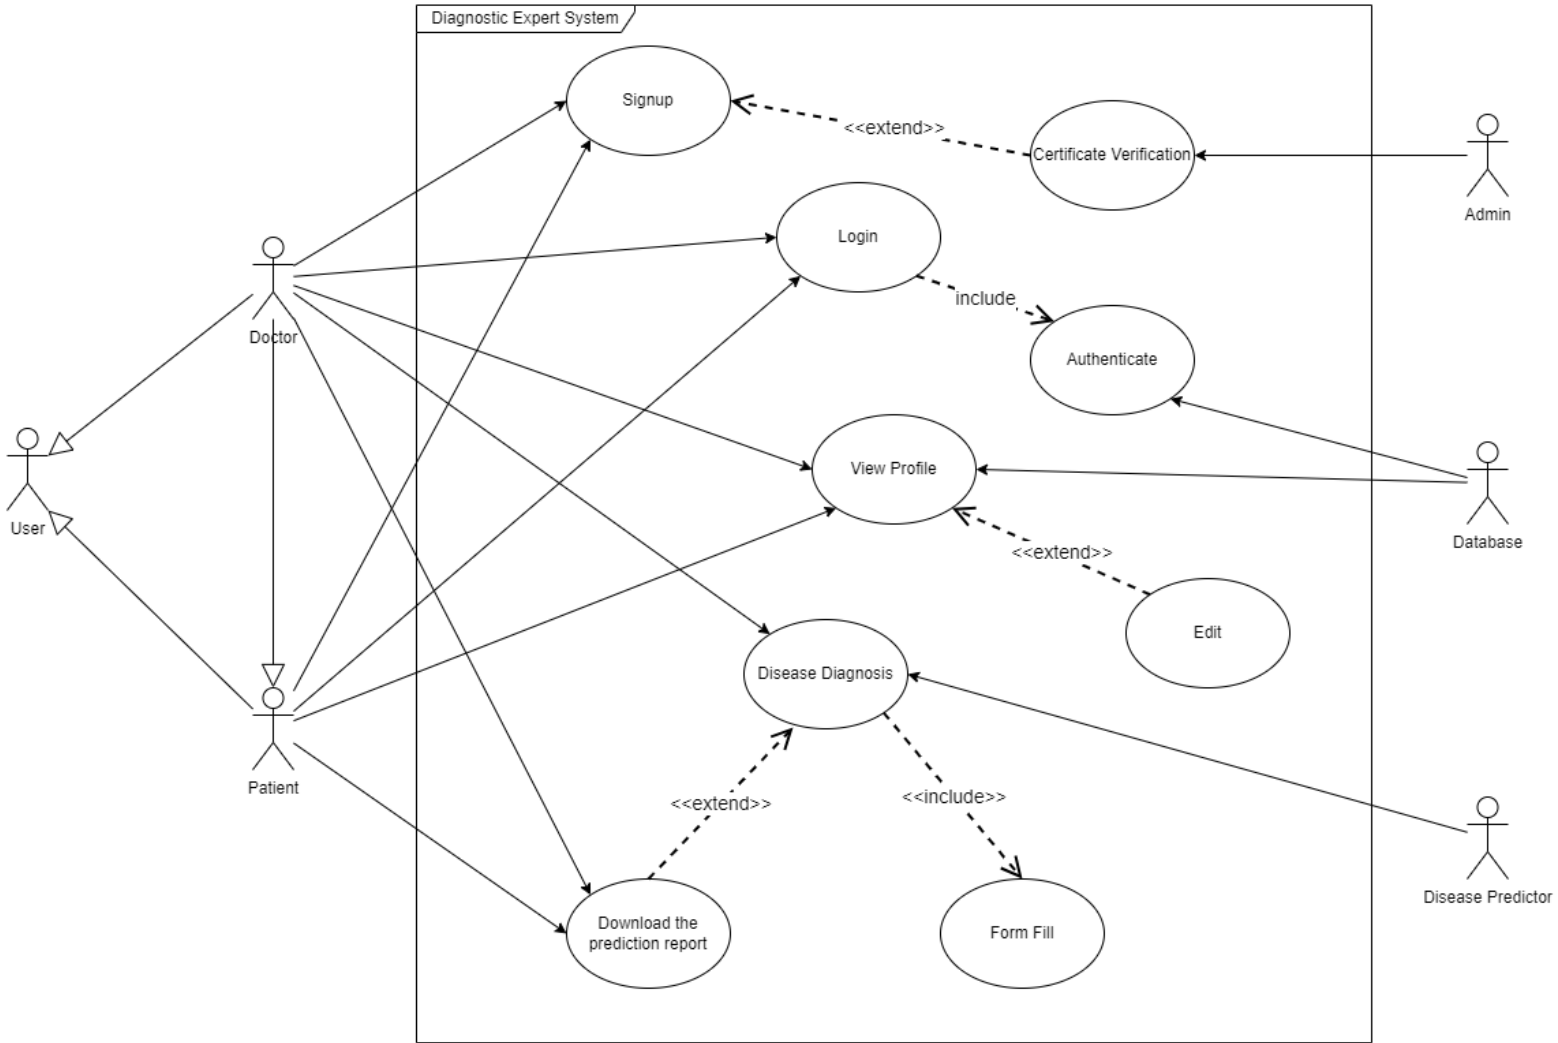 Diagnostic Expert System
Signup
<<extend>>
Certificate Verification
Admin
Login
include
Doctor
Authenticate
View Profile
User
Database
<<extend>>
Edit
Disease Diagnosis
Patient
<<extend>>
<<include>>
Disease Predictor
Download the
prediction report
Form Fill